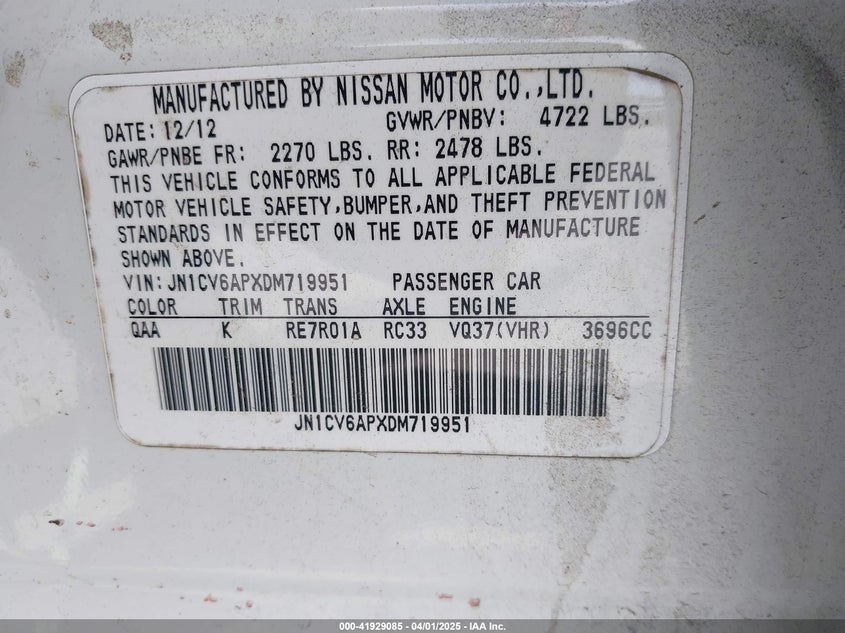 MANUFACTURED BY NISSAN MOTOR CO.,LTD.
DATE: 12/12 GVWR/PNBV: 4722 LBS.
GAWR/PNBE FR: 2270 LBS. RR: 2478 LBS.
THIS VEHICLE CONFORMS TO ALL APPLICABLE FEDERAL
MOTOR VEHICLE SAFETY,BUMPER,AND THEFT PREVENTION
STANDARDS IN EFFECT ON THE DATE OF MANUFACTURE
SHOWN ABOVE.
VIN: JN1CV6APXDM719951 PASSENGER CAR
COLOR TRIM TRANS AXLE ENGINE
QAA K RE7R01A RC33 VQ37(VHR) 3696CC
JN1CV6APXDM719951
000-41929085 - 04/01/2025 - IAA Inc.